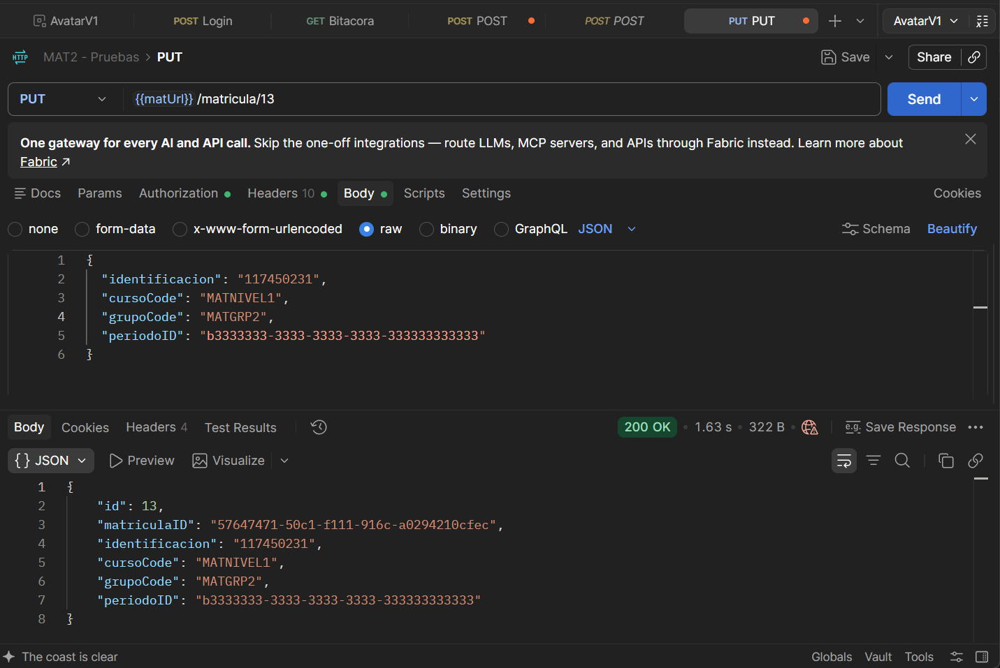 AvatarV1 POST Login GET Bitacora POST POST POST POST PUT PUT AvatarV1
HTTP MAT2 - Pruebas > PUT Save Share
PUT {{matUrl}} /matricula/13 Send
One gateway for every AI and API call. Skip the one-off integrations — route LLMs, MCP servers, and APIs through Fabric instead. Learn more about
Fabric ↗
Docs Params Authorization Headers 10 Body Scripts Settings Cookies
none form-data x-www-form-urlencoded raw binary GraphQL JSON Schema Beautify
1 {
2 "identificacion": "117450231",
3 "cursoCode": "MATNIVEL1",
4 "grupoCode": "MATGRP2",
5 "periodoID": "b3333333-3333-3333-3333-333333333333"
6 }
Body Cookies Headers 4 Test Results 200 OK • 1.63 s • 322 B • e.g. Save Response
{} JSON Preview Visualize
1 {
2 "id": 13,
3 "matriculaID": "57647471-50c1-f111-916c-a0294210cfec",
4 "identificacion": "117450231",
5 "cursoCode": "MATNIVEL1",
6 "grupoCode": "MATGRP2",
7 "periodoID": "b3333333-3333-3333-3333-333333333333"
8 }
The coast is clear Globals Vault Tools